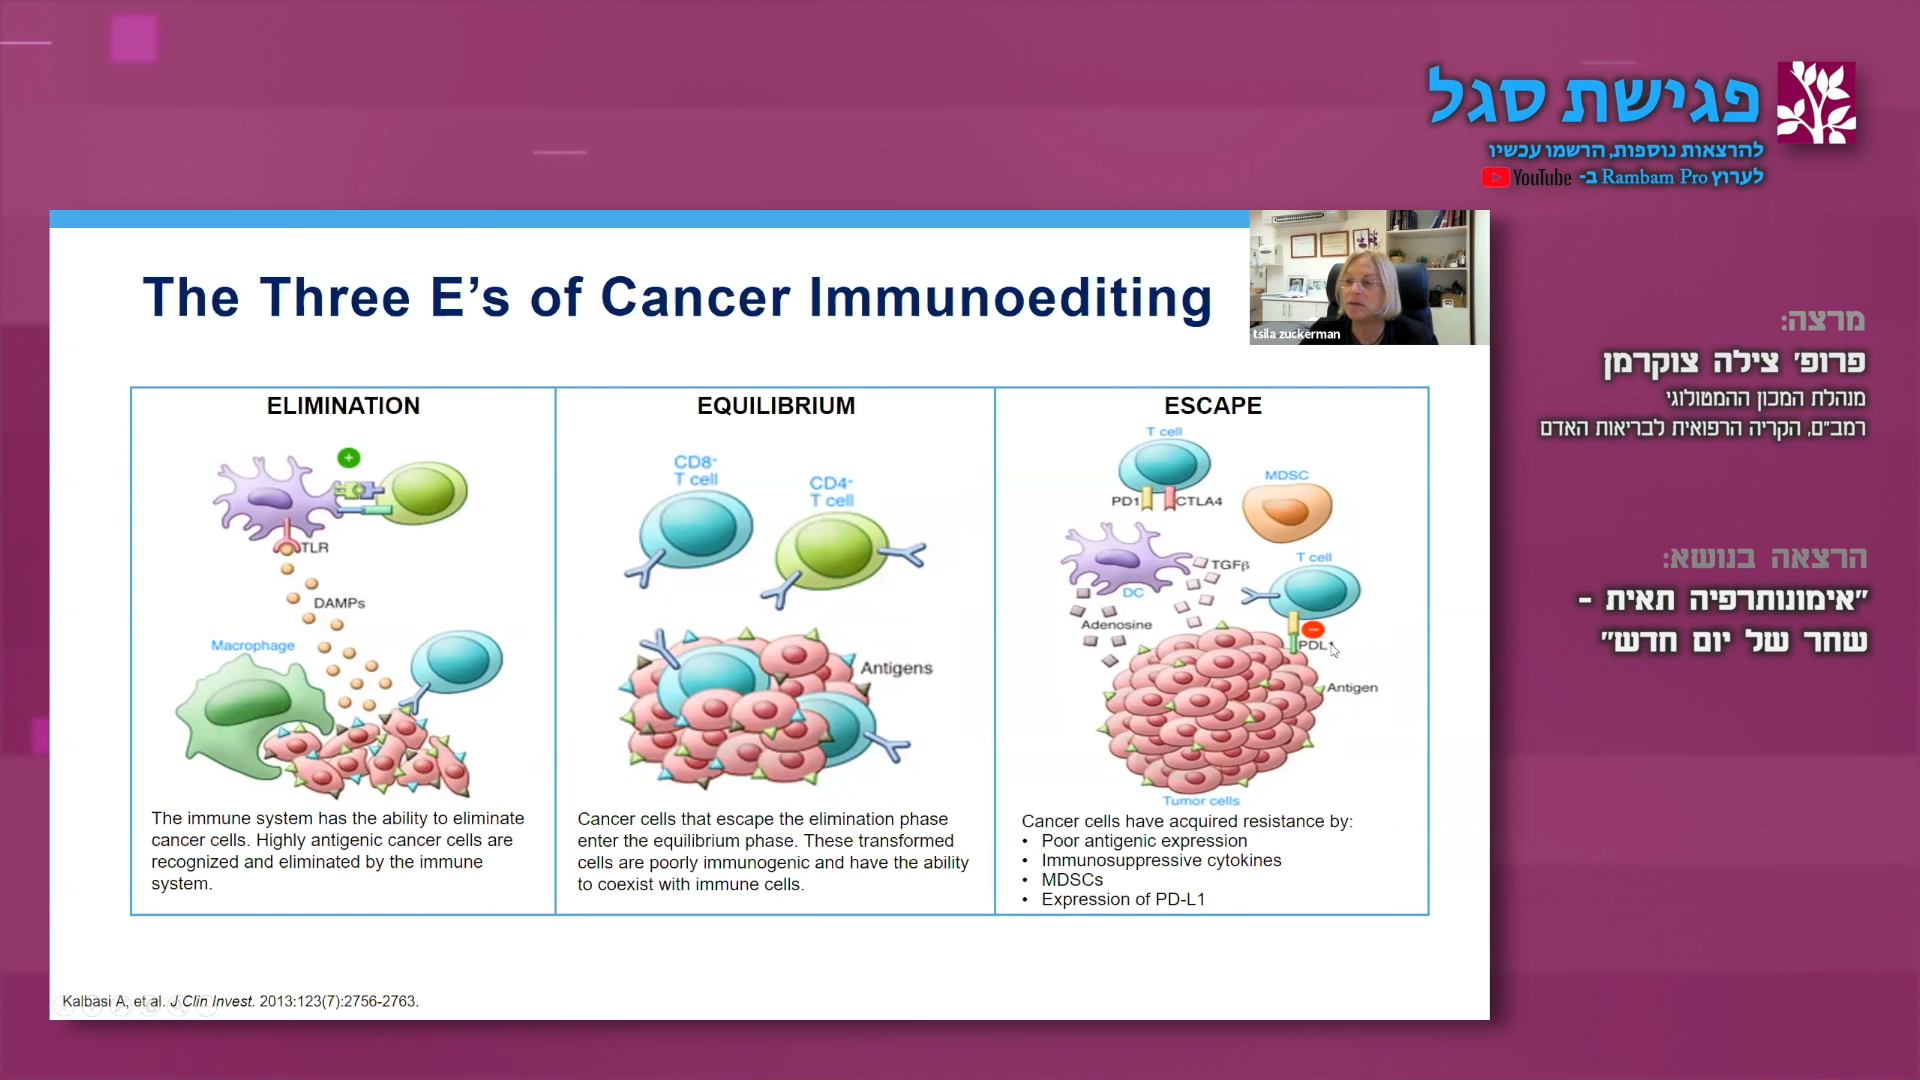 פגישת סגל
להרצאות נוספות, הרשמו עכשיו
לערוץ Rambam Pro ב- YouTube
The Three E’s of Cancer Immunoediting
tsila zuckerman
מרצה:
פרופ׳ צילה צוקרמן
מנהלת המכון ההמטולוגי
רמב״ם, הקריה הרפואית לבריאות האדם
הרצאה בנושא:
״אימונותרפיה תאית -
שחר של יום חדש״
ELIMINATION
TLR
DAMPs
Macrophage
The immune system has the ability to eliminate
cancer cells. Highly antigenic cancer cells are
recognized and eliminated by the immune
system.
EQUILIBRIUM
CD8+
T cell
CD4+
T cell
Antigens
Cancer cells that escape the elimination phase
enter the equilibrium phase. These transformed
cells are poorly immunogenic and have the ability
to coexist with immune cells.
ESCAPE
T cell
MDSC
PD1 CTLA4
T cell
TGFβ
DC
Adenosine
PDL1
Antigen
Tumor cells
Cancer cells have acquired resistance by:
• Poor antigenic expression
• Immunosuppressive cytokines
• MDSCs
• Expression of PD-L1
Kalbasi A, et al. J Clin Invest. 2013:123(7):2756-2763.